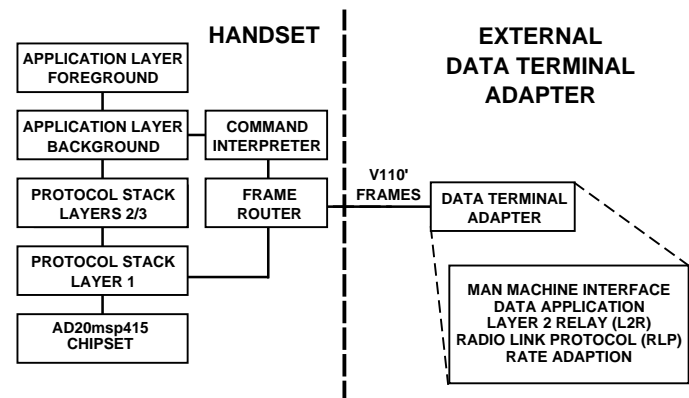 HANDSET
APPLICATION LAYER
FOREGROUND
APPLICATION LAYER
BACKGROUND
COMMAND
INTERPRETER
PROTOCOL STACK
LAYERS 2/3
FRAME
ROUTER
PROTOCOL STACK
LAYER 1
AD20msp415
CHIPSET
EXTERNAL
DATA TERMINAL
ADAPTER
V110'
FRAMES
DATA TERMINAL
ADAPTER
MAN MACHINE INTERFACE
DATA APPLICATION
LAYER 2 RELAY (L2R)
RADIO LINK PROTOCOL (RLP)
RATE ADAPTION